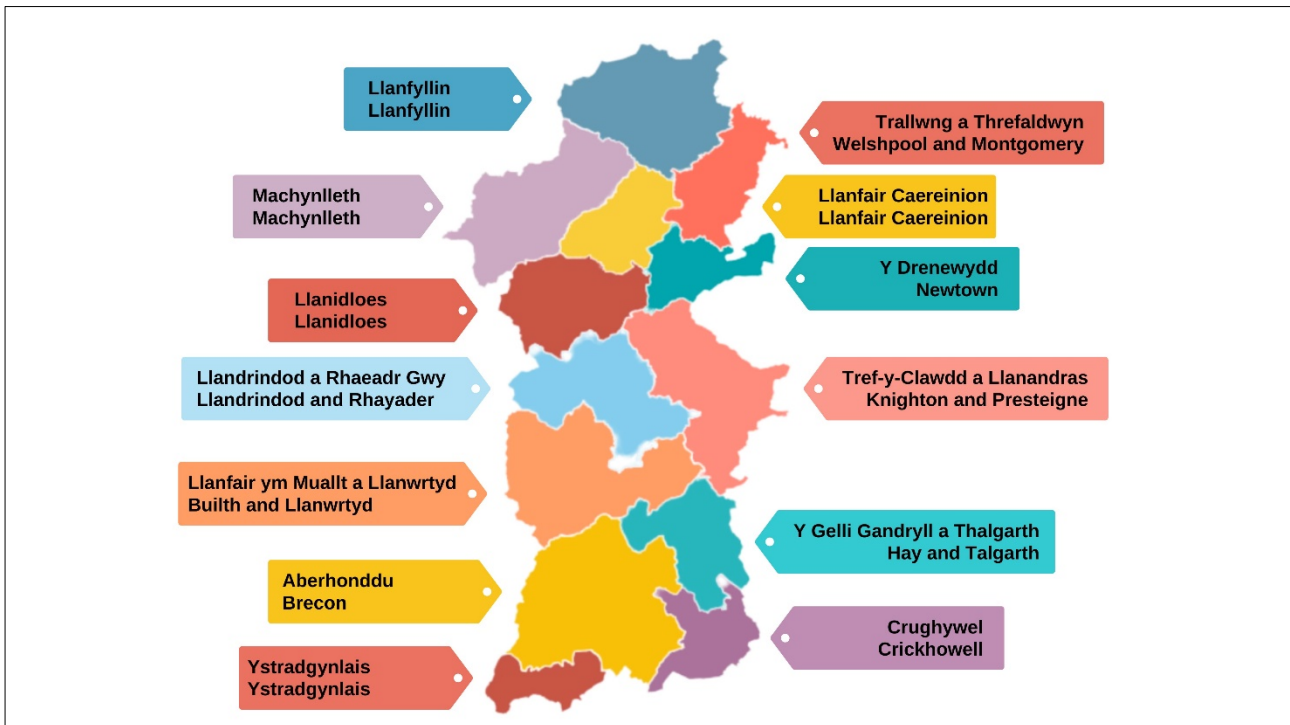 Llanfyllin
Llanfyllin
Trallwng a Threfaldwyn
Welshpool and Montgomery
Machynlleth
Machynlleth
Llanfair Caereinion
Llanfair Caereinion
Y Drenewydd
Newtown
Llanidloes
Llanidloes
Llandrindod a Rhaeadr Gwy
Llandrindod and Rhayader
Tref-y-Clawdd a Llanandras
Knighton and Presteigne
Llanfair ym Muallt a Llanwrtyd
Builth and Llanwrtyd
Y Gelli Gandryll a Thalgarth
Hay and Talgarth
Aberhonddu
Brecon
Crughywel
Crickhowell
Ystradgynlais
Ystradgynlais